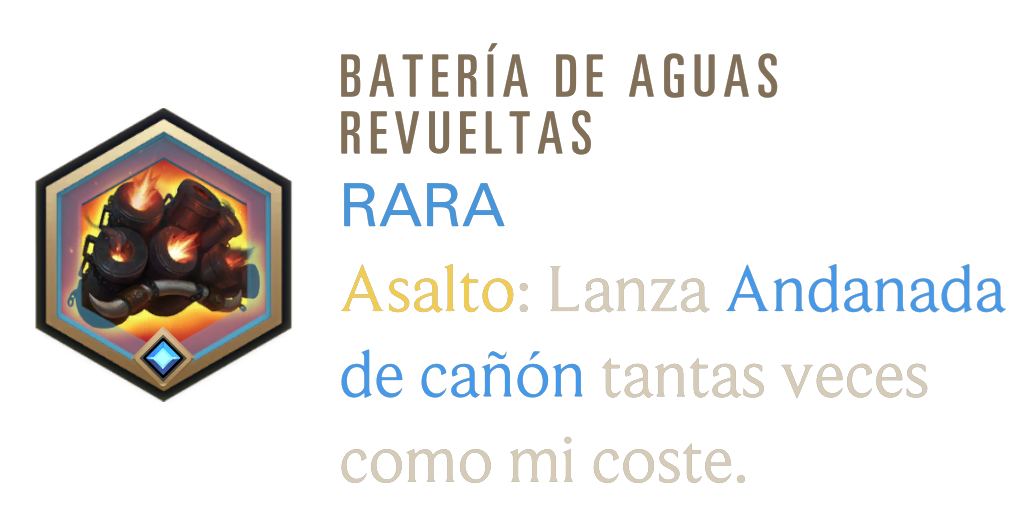 BATERÍA DE AGUAS
REVUELTAS
RARA
Asalto: Lanza Andanada
de cañón tantas veces
como mi coste.